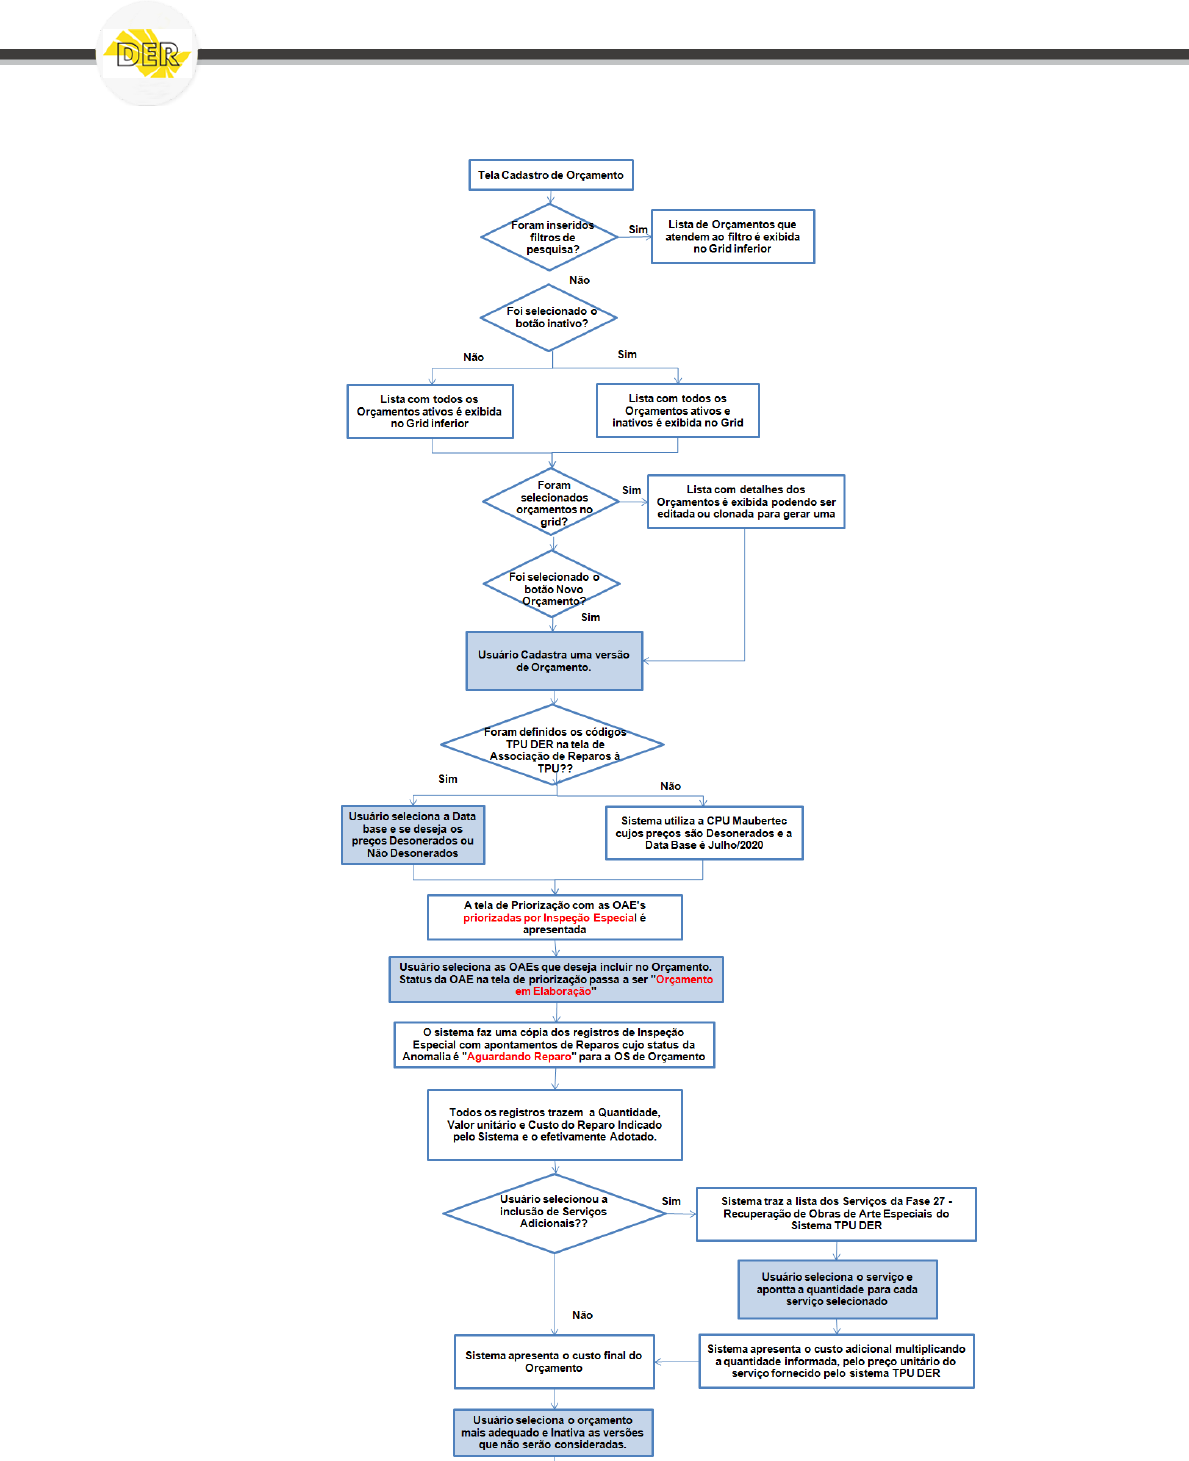 DER
Tela Cadastro de Orçamento
Foram inseridos
filtros de
pesquisa?
Sim
Lista de Orçamentos que
atendem ao filtro é exibida
no Grid inferior
Não
Foi selecionado o
botão inativo?
Não
Sim
Lista com todos os
Orçamentos ativos é exibida
no Grid inferior
Lista com todos os
Orçamentos ativos e
inativos é exibida no Grid
Foram
selecionados
orçamentos no
grid?
Sim
Lista com detalhes dos
Orçamentos é exibida podendo ser
editada ou clonada para gerar uma
Foi selecionado o
botão Novo
Orçamento?
Sim
Usuário Cadastra uma versão
de Orçamento.
Foram definidos os códigos
TPU DER na tela de
Associação de Reparos à
TPU??
Sim
Não
Usuário seleciona a Data
base e se deseja os
preços Desonerados ou
Não Desonerados
Sistema utiliza a CPU Maubertec
cujos preços são Desonerados e a
Data Base é Julho/2020
A tela de Priorização com as OAE's
priorizadas por Inspeção Especial é
apresentada
Usuário seleciona as OAEs que deseja incluir no Orçamento.
Status da OAE na tela de priorização passa a ser "Orçamento
em Elaboração"
O sistema faz uma cópia dos registros de Inspeção
Especial com apontamentos de Reparos cujo status da
Anomalia é "Aguardando Reparo" para a OS de Orçamento
Todos os registros trazem a Quantidade,
Valor unitário e Custo do Reparo Indicado
pelo Sistema e o efetivamente Adotado.
Usuário selecionou a
inclusão de Serviços
Adicionais??
Sim
Sistema traz a lista dos Serviços da Fase 27 -
Recuperação de Obras de Arte Especiais do
Sistema TPU DER
Usuário seleciona o serviço e
apontta a quantidade para cada
serviço selecionado
Não
Sistema apresenta o custo final do
Orçamento
Sistema apresenta o custo adicional multiplicando
a quantidade informada, pelo preço unitário do
serviço fornecido pelo sistema TPU DER
Usuário seleciona o orçamento
mais adequado e Inativa as versões
que não serão consideradas.